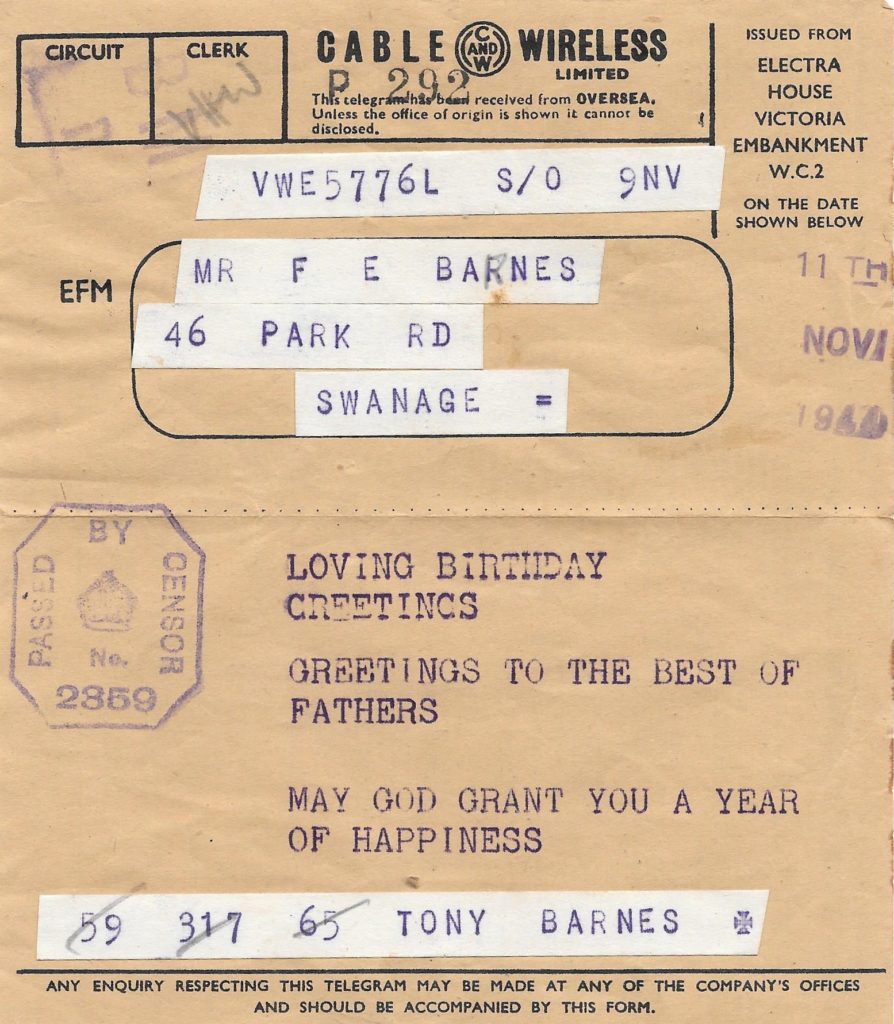 CIRCUIT
CLERK
CABLE C AND W WIRELESS
LIMITED
P 292
This telegram has been received from OVERSEA.
Unless the office of origin is shown it cannot be
disclosed.
ISSUED FROM
ELECTRA
HOUSE
VICTORIA
EMBANKMENT
W.C.2
ON THE DATE
SHOWN BELOW
VWE5776L S/O 9NV
EFM
MR F E BARNES
46 PARK RD
SWANAGE =
11 TH
NOV
PASSED BY CENSOR
No.
2359
LOVING BIRTHDAY
GREETINGS
GREETINGS TO THE BEST OF
FATHERS
MAY GOD GRANT YOU A YEAR
OF HAPPINESS
59 317 65 TONY BARNES
ANY ENQUIRY RESPECTING THIS TELEGRAM MAY BE MADE AT ANY OF THE COMPANY'S OFFICES
AND SHOULD BE ACCOMPANIED BY THIS FORM.